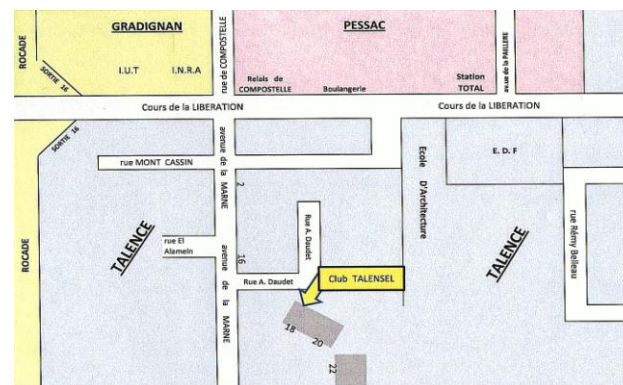 GRADIGNAN
PESSAC
ROCADE
rue de COMPOSTELLE
av.ue de la PAILLERE
I.U.T I.N.R.A
SORTIE 16
Relais de
COMPOSTELLE
Boulangerie
Station
TOTAL
Cours de la LIBERATION
Cours de la LIBERATION
SORTIE 16
rue MONT CASSIN
avenue de la MARNE
2
Ecole D'Architecture
E. D. F
TALENCE
rue El
Alamein
16
Rue A. Daudet
TALENCE
rue Rémy Belleau
ROCADE
avenue de la MARNE
Rue A. Daudet
Club TALENSEL
18
20
22